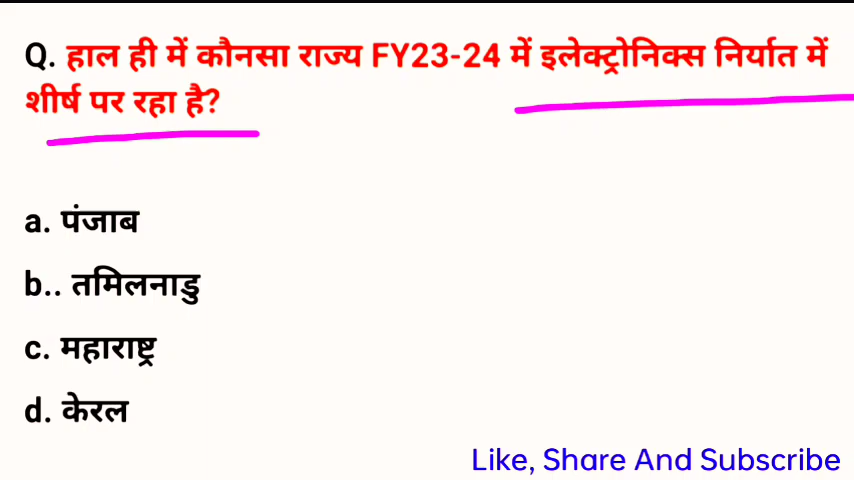 Q. हाल ही में कौनसा राज्य FY23-24 में इलेक्ट्रोनिक्स निर्यात में
शीर्ष पर रहा है?
a. पंजाब
b.. तमिलनाडु
c. महाराष्ट्र
d. केरल
Like, Share And Subscribe